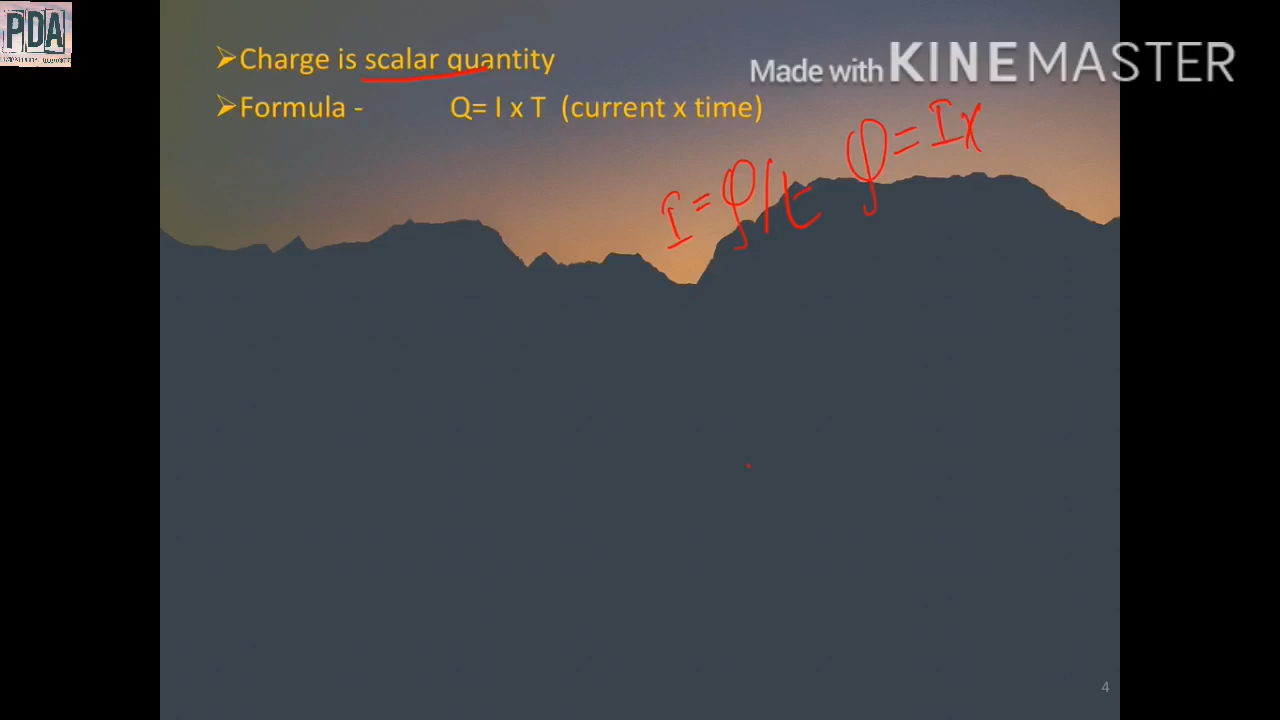 PDA
➢Charge is scalar quantity
Made with KINEMASTER
➢Formula - Q= I x T (current x time)
I = Q/t Q = I x
4